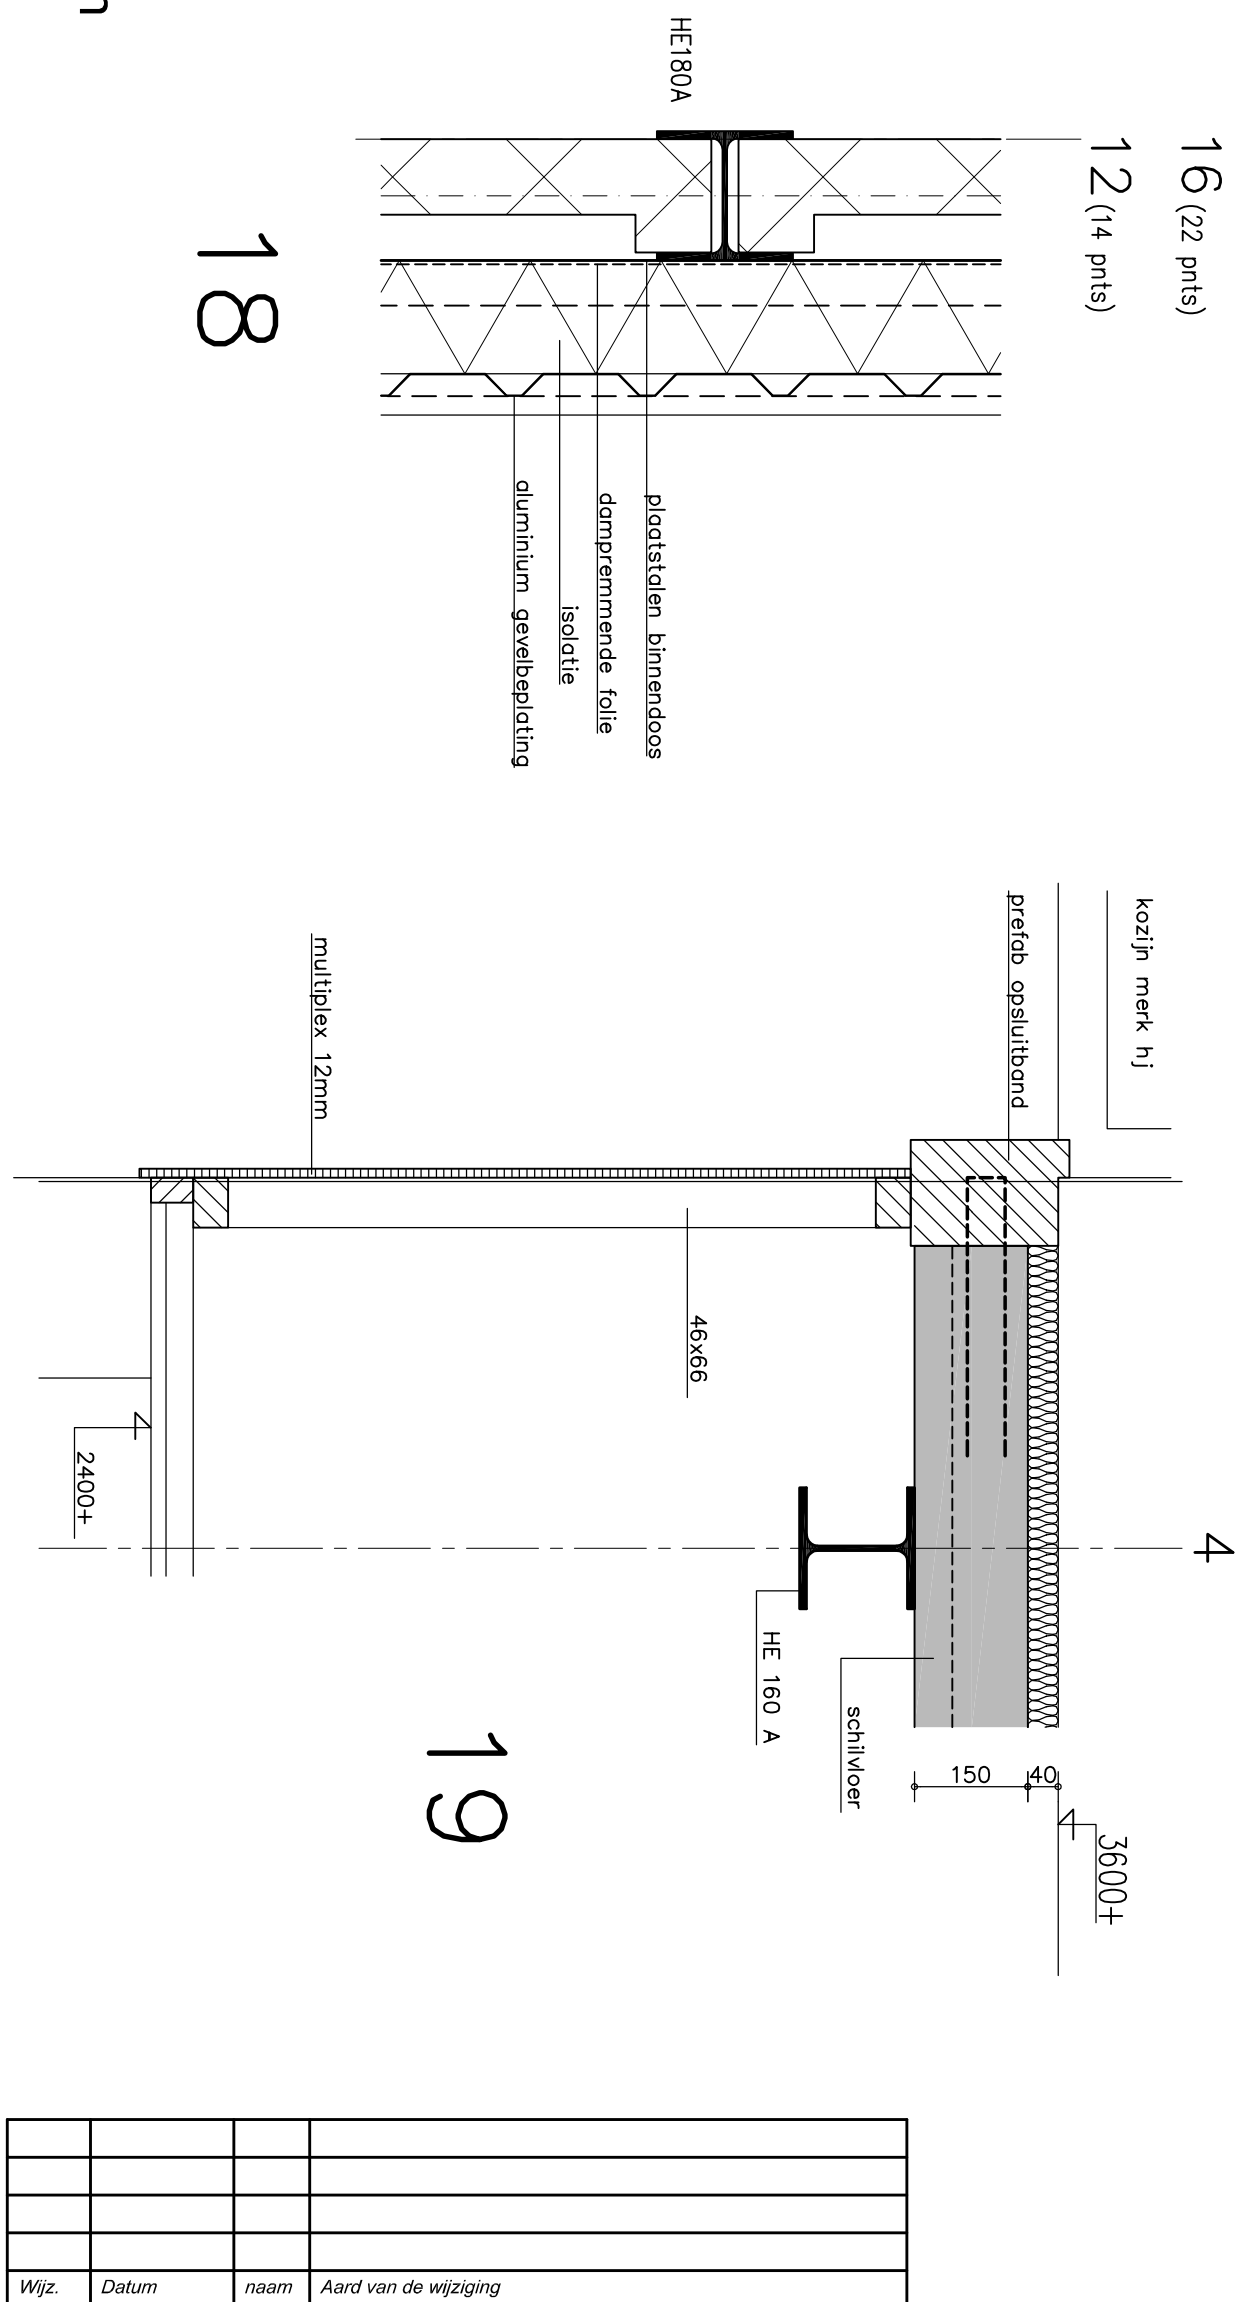 16 (22 pnts)
12 (14 pnts)
HE180A
plaatstalen binnendoos
dampremmende folie
isolatie
aluminium gevelbeplating
18
kozijn merk hj
prefab opsluitband
multiplex 12mm
46x66
2400+
4
HE 160 A
schilvloer
150
40
3600+
19
Wijz. Datum naam Aard van de wijziging